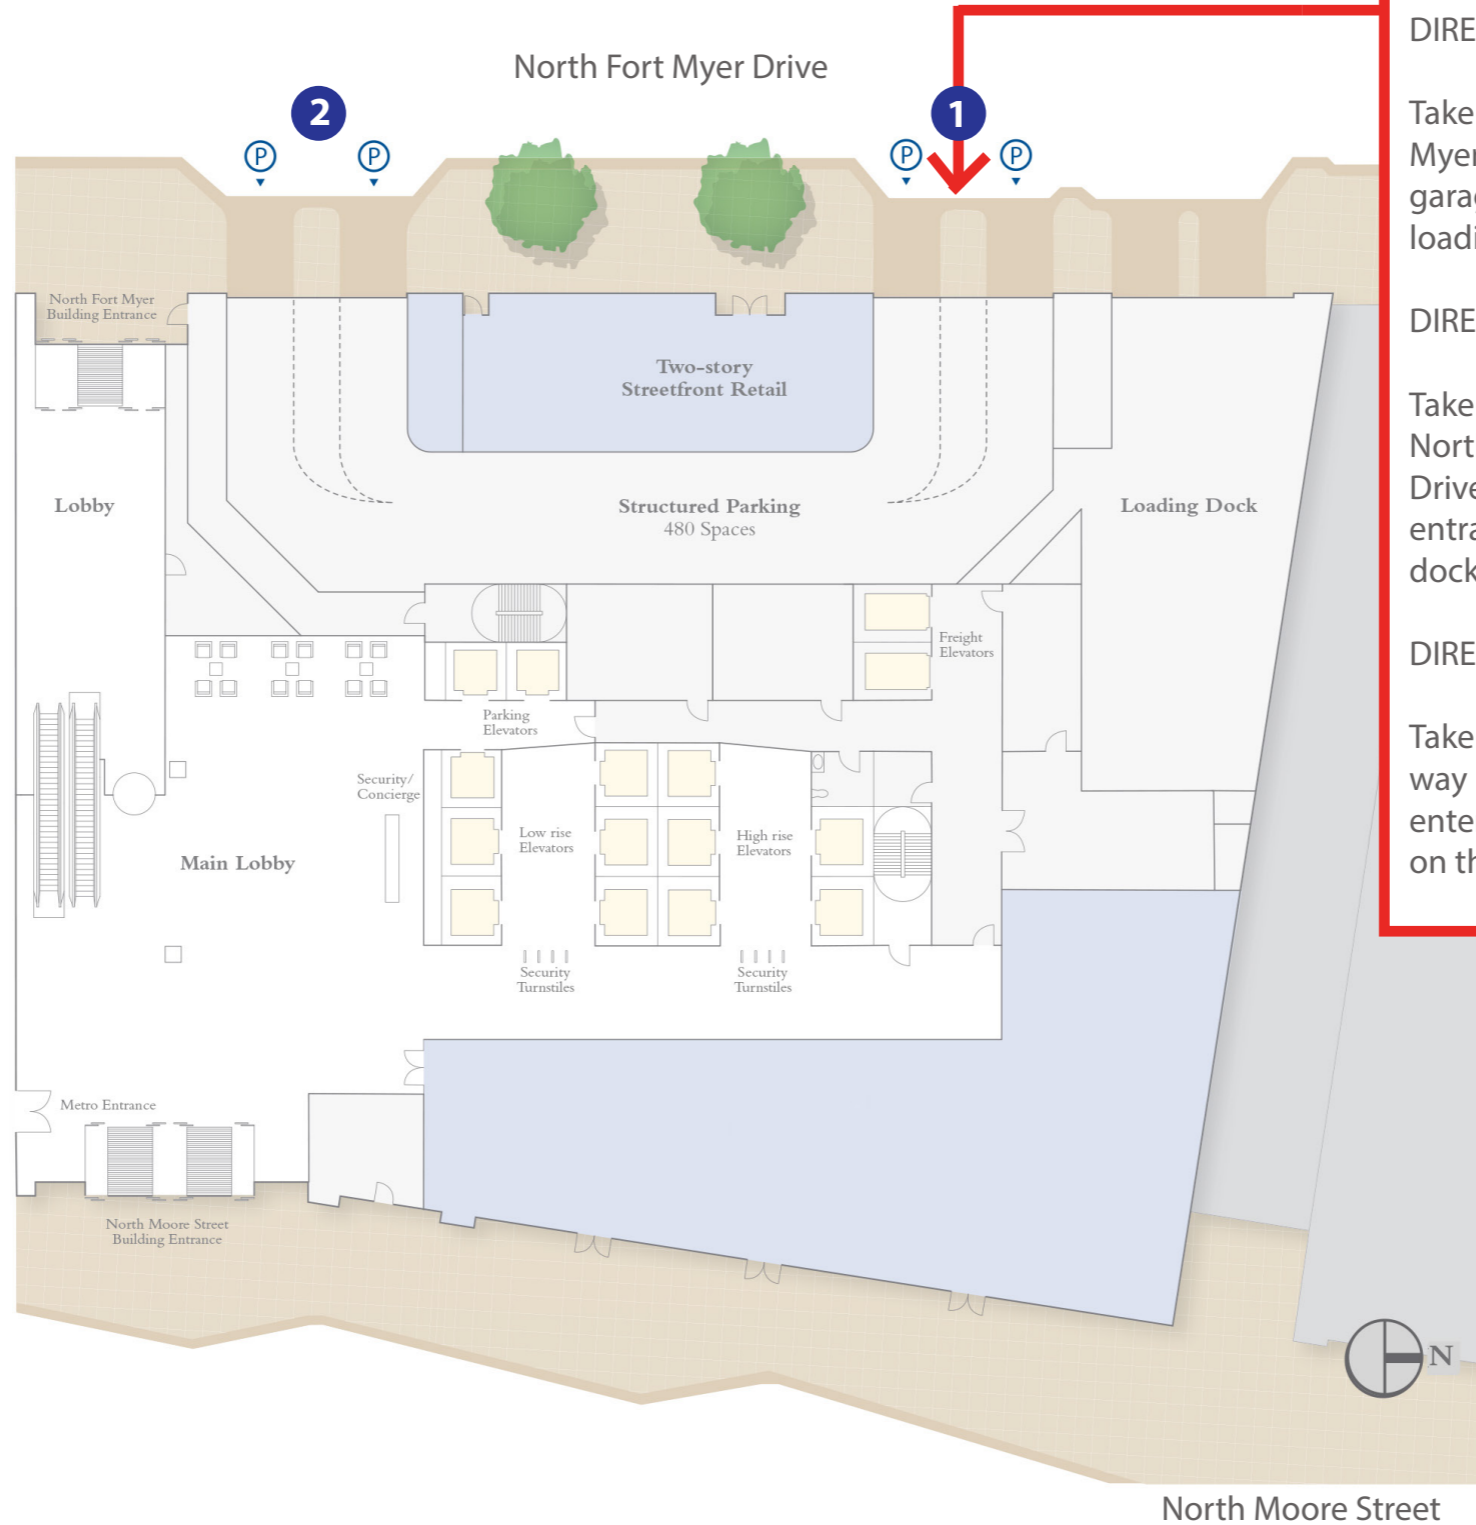 North Fort Myer Drive
2
1
P
P
P
P
North Fort Myer
Building Entrance
Two-story
Streetfront Retail
Lobby
Structured Parking
480 Spaces
Loading Dock
Freight
Elevators
Parking
Elevators
Security/
Concierge
Low rise
Elevators
High rise
Elevators
Main Lobby
Security
Turnstiles
Security
Turnstiles
Metro Entrance
North Moore Street
Building Entrance
N
North Moore Street
DIRE
Take
Myer
garag
loadi
DIRE
Take
Nort
Drive
entra
dock
DIRE
Take
way
ente
on th